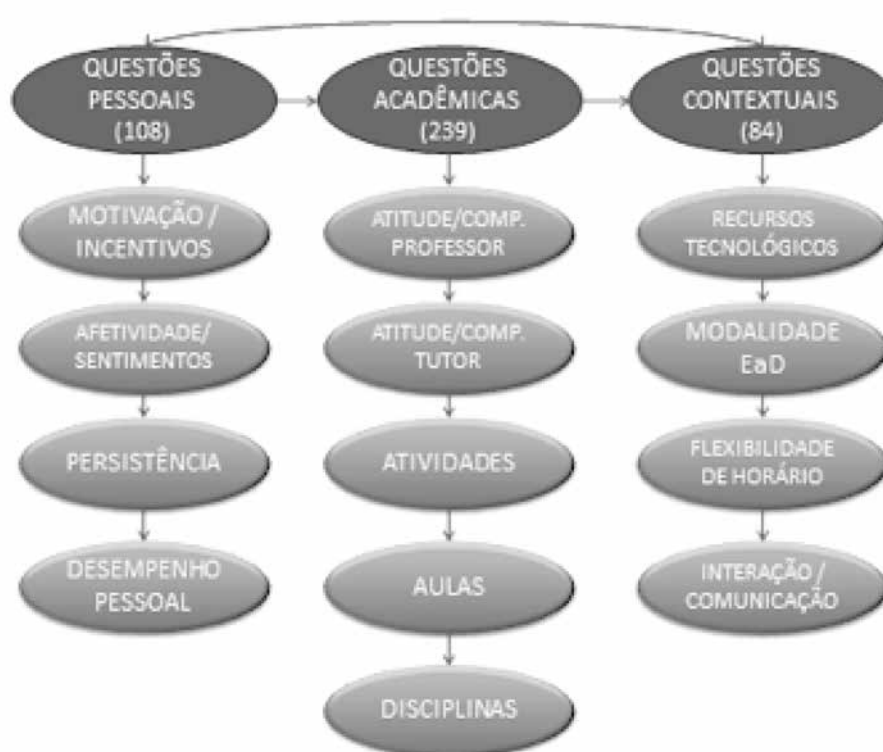 QUESTÕES
PESSOAIS
(108)
QUESTÕES
ACADÊMICAS
(239)
QUESTÕES
CONTEXTUAIS
(84)
MOTIVAÇÃO /
INCENTIVOS
ATITUDE/COMP.
PROFESSOR
RECURSOS
TECNOLÓGICOS
AFETIVIDADE/
SENTIMENTOS
ATITUDE/COMP.
TUTOR
MODALIDADE
EaD
PERSISTÊNCIA
ATIVIDADES
FLEXIBILIDADE
DE HORÁRIO
DESEMPENHO
PESSOAL
AULAS
INTERAÇÃO /
COMUNICAÇÃO
DISCIPLINAS